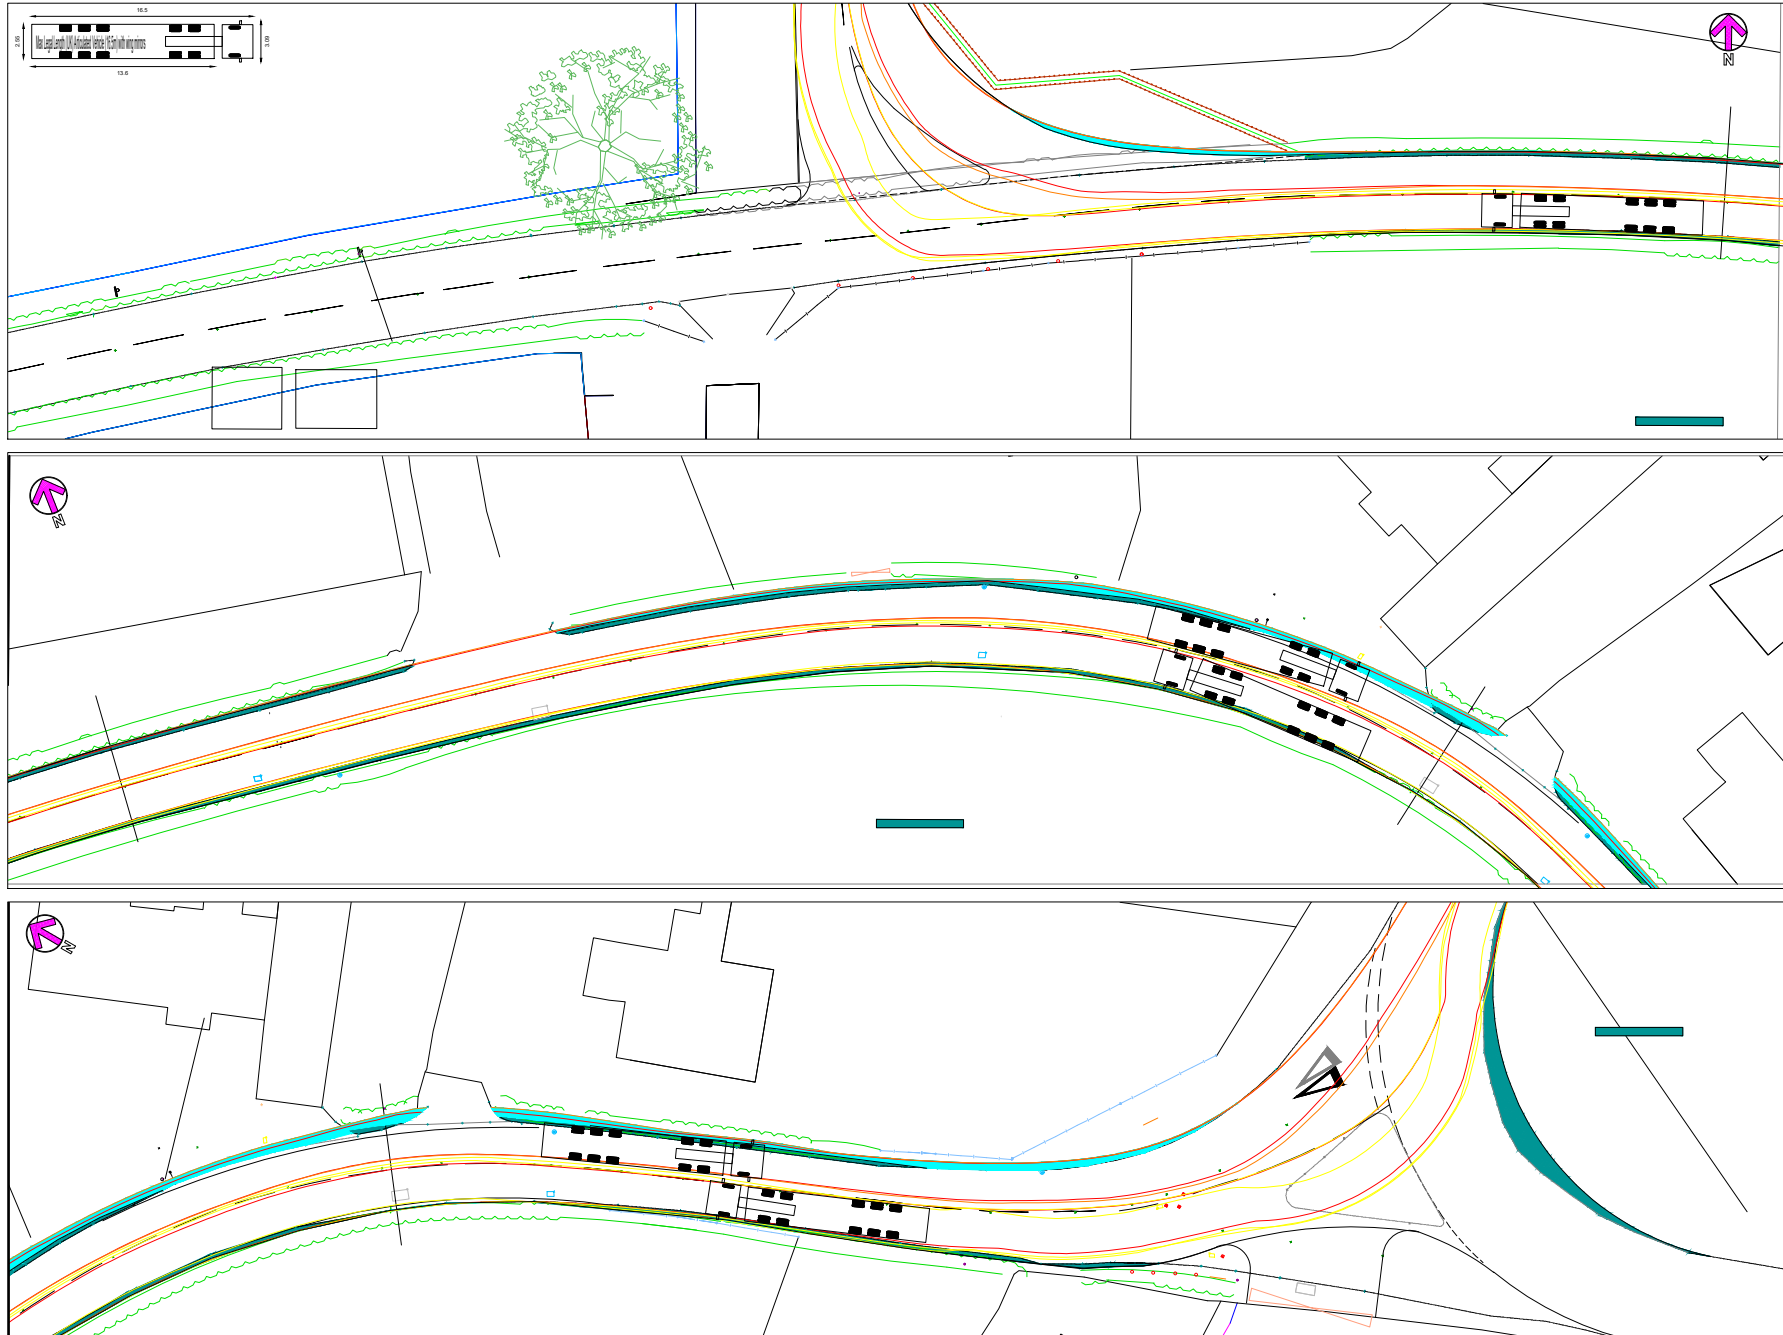 16.5
2.55
Max Legal Length (UK) Articulated Vehicle (16.5m) with wing mirrors
3.09
13.6
N
N
N